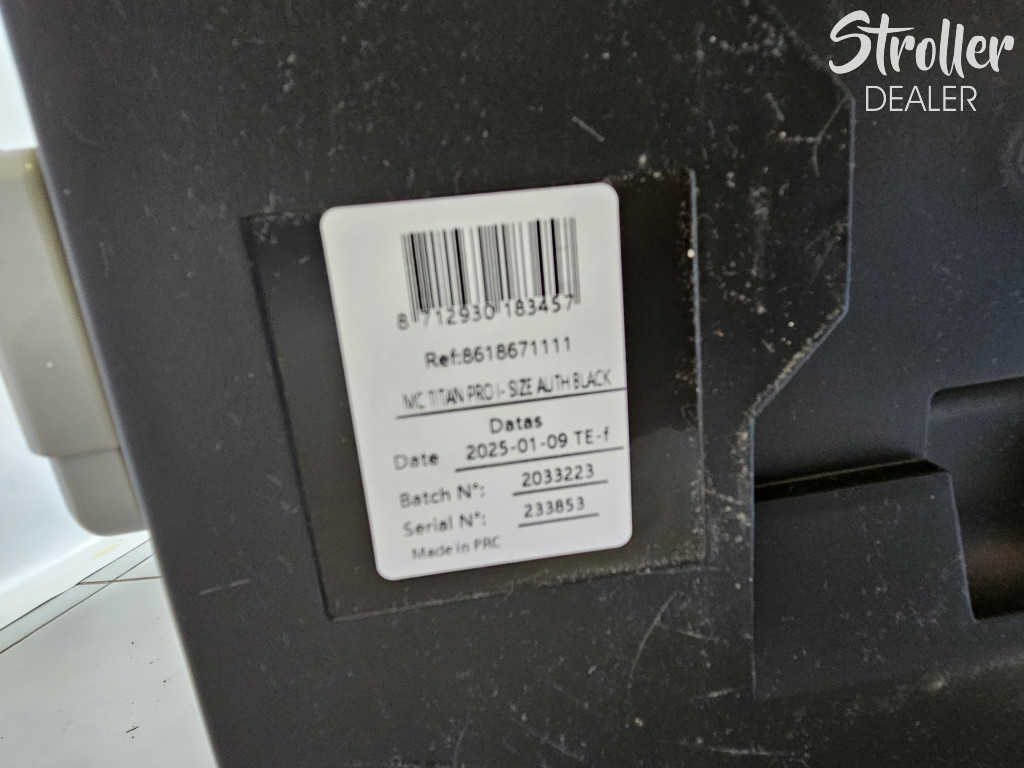 Stroller
DEALER
8 712930 183457
Ref:8618671111
MC TITAN PRO I- SIZE AUTH BLACK
Datas
Date 2025-01-09 TE-f
Batch N°: 2033223
Serial N°: 233853
Made in PRC